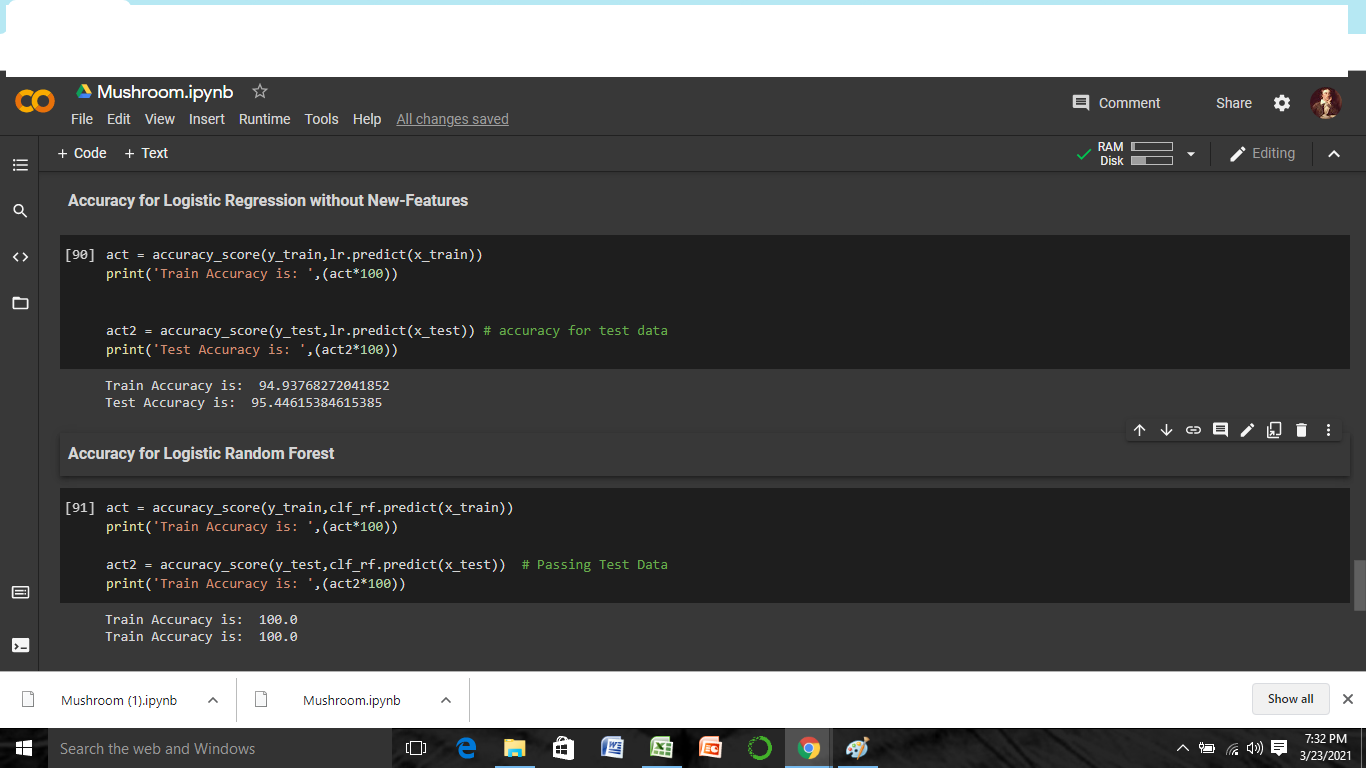 Mushroom.ipynb
File Edit View Insert Runtime Tools Help All changes saved
Comment Share
+ Code + Text
RAM
Disk
Editing
Accuracy for Logistic Regression without New-Features
[90] act = accuracy_score(y_train,lr.predict(x_train))
print('Train Accuracy is: ',(act*100))
act2 = accuracy_score(y_test,lr.predict(x_test)) # accuracy for test data
print('Test Accuracy is: ',(act2*100))
Train Accuracy is:  94.93768272041852
Test Accuracy is:  95.44615384615385
Accuracy for Logistic Random Forest
[91] act = accuracy_score(y_train,clf_rf.predict(x_train))
print('Train Accuracy is: ',(act*100))
act2 = accuracy_score(y_test,clf_rf.predict(x_test))  # Passing Test Data
print('Train Accuracy is: ',(act2*100))
Train Accuracy is:  100.0
Train Accuracy is:  100.0
Mushroom (1).ipynb Mushroom.ipynb Show all
Search the web and Windows
7:32 PM
3/23/2021